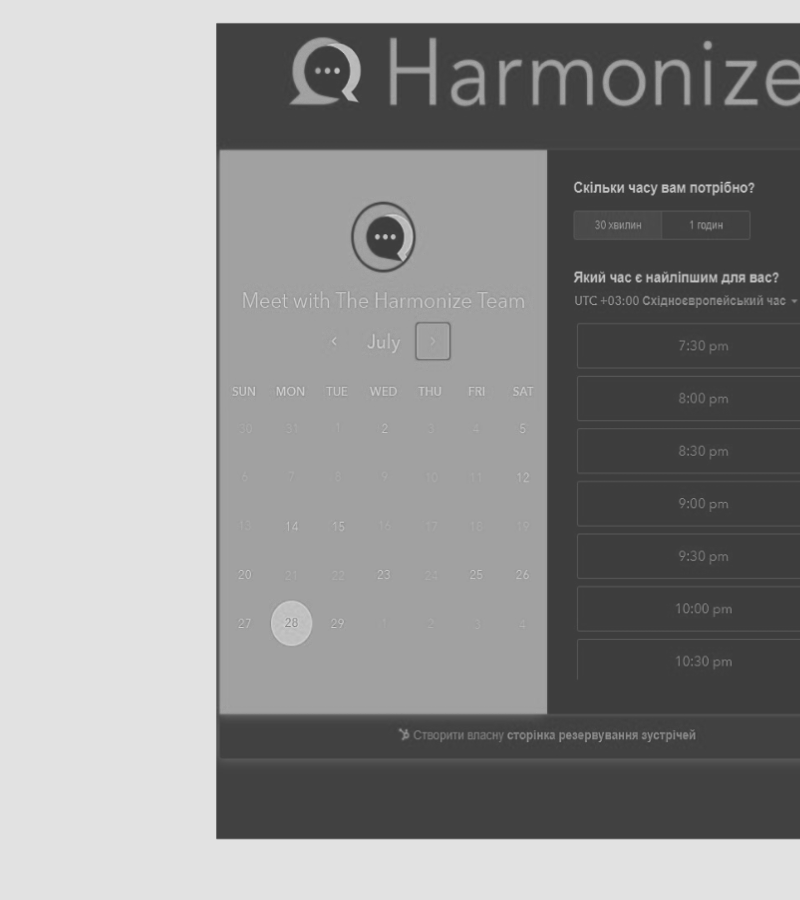 Harmonize
Meet with The Harmonize Team
July
SUN MON TUE WED THU FRI SAT
30 31 1 2 3 4 5
6 7 8 9 10 11 12
13 14 15 16 17 18 19
20 21 22 23 24 25 26
27 28 29 1 2 3 4
Скільки часу вам потрібно?
30 хвилин 1 годин
Який час є найліпшим для вас?
UTC +03:00 Східноєвропейський час
7:30 pm
8:00 pm
8:30 pm
9:00 pm
9:30 pm
10:00 pm
10:30 pm
Створити власну сторінка резервування зустрічей